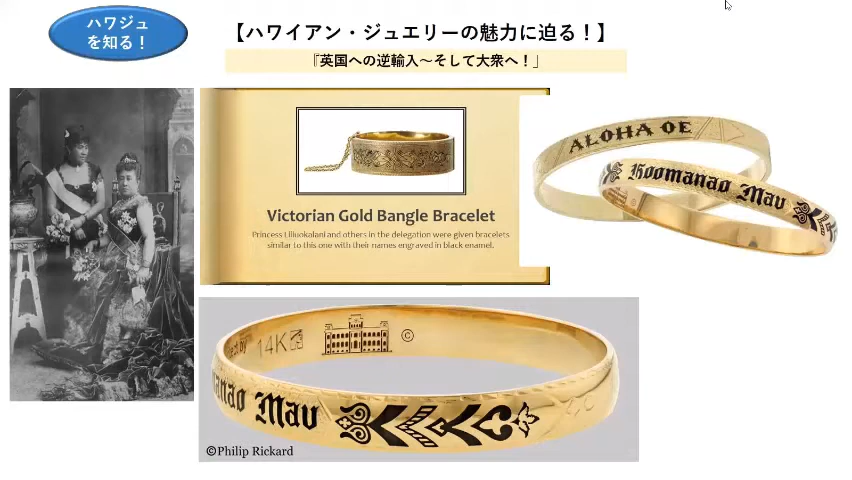 ハワジュ
を知る！
【ハワイアン・ジュエリーの魅力に迫る！】
『英国への逆輸入～そして大衆へ！」
Victorian Gold Bangle Bracelet
Princess Liliuokalani and others in the delegation were given bracelets
similar to this one with their names engraved in black enamel.
ALOHA OE
Hoomanao Mau
14K
©
Mau
©Philip Rickard